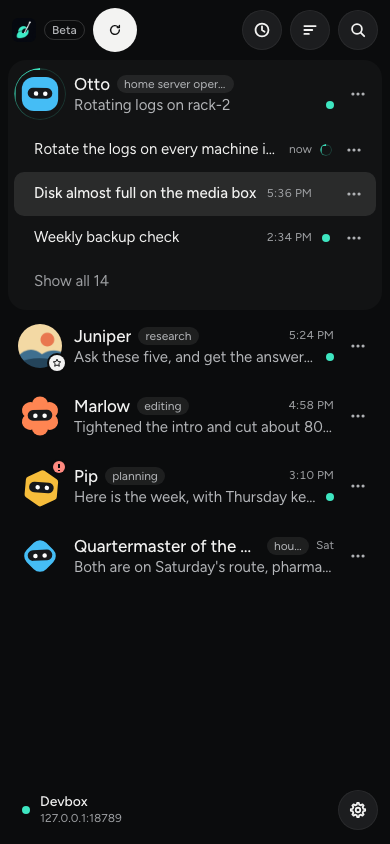 Beta
Otto home server oper...
Rotating logs on rack-2
Rotate the logs on every machine i... now
Disk almost full on the media box 5:36 PM
Weekly backup check 2:34 PM
Show all 14
Juniper research 5:24 PM
Ask these five, and get the answer...
Marlow editing 4:58 PM
Tightened the intro and cut about 80...
Pip planning 3:10 PM
Here is the week, with Thursday ke...
Quartermaster of the ... hou... Sat
Both are on Saturday's route, pharma...
Devbox
127.0.0.1:18789